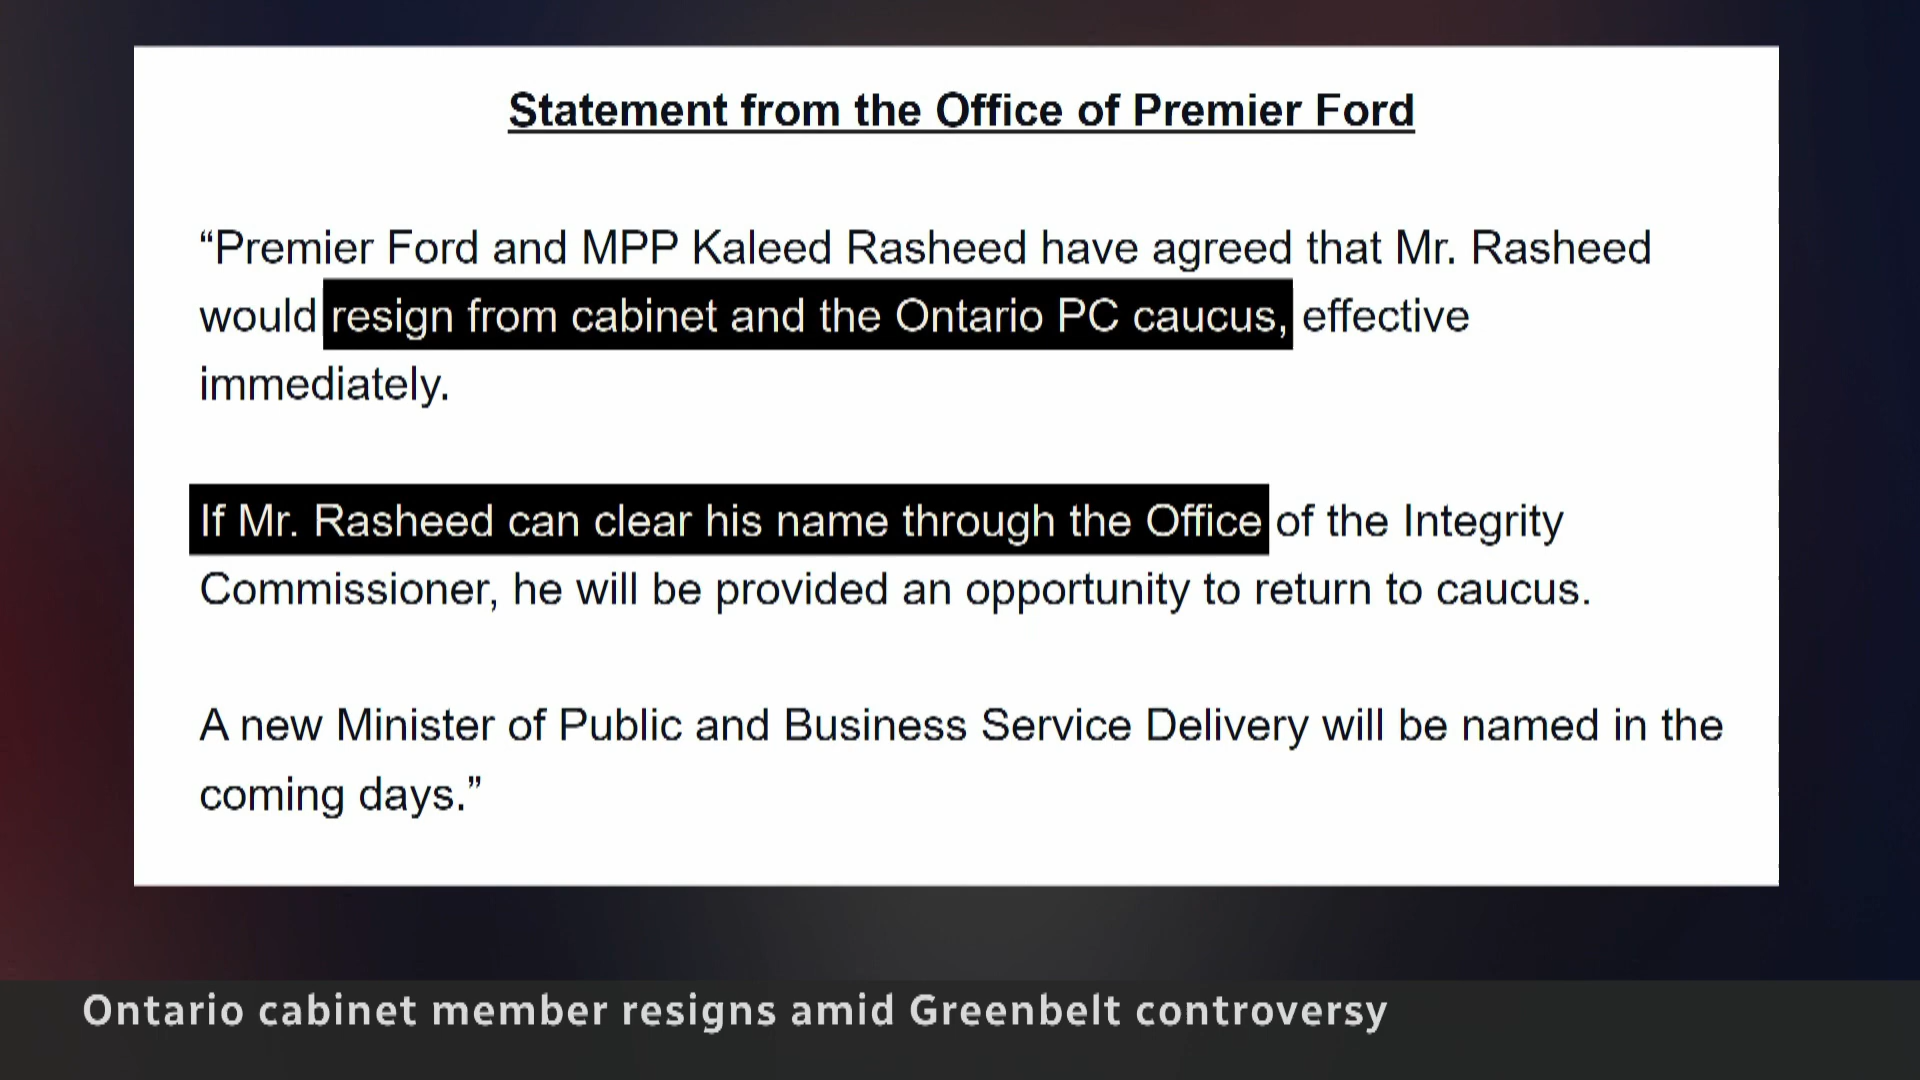 Statement from the Office of Premier Ford
“Premier Ford and MPP Kaleed Rasheed have agreed that Mr. Rasheed
would resign from cabinet and the Ontario PC caucus, effective
immediately.
If Mr. Rasheed can clear his name through the Office of the Integrity
Commissioner, he will be provided an opportunity to return to caucus.
A new Minister of Public and Business Service Delivery will be named in the
coming days.”
Ontario cabinet member resigns amid Greenbelt controversy